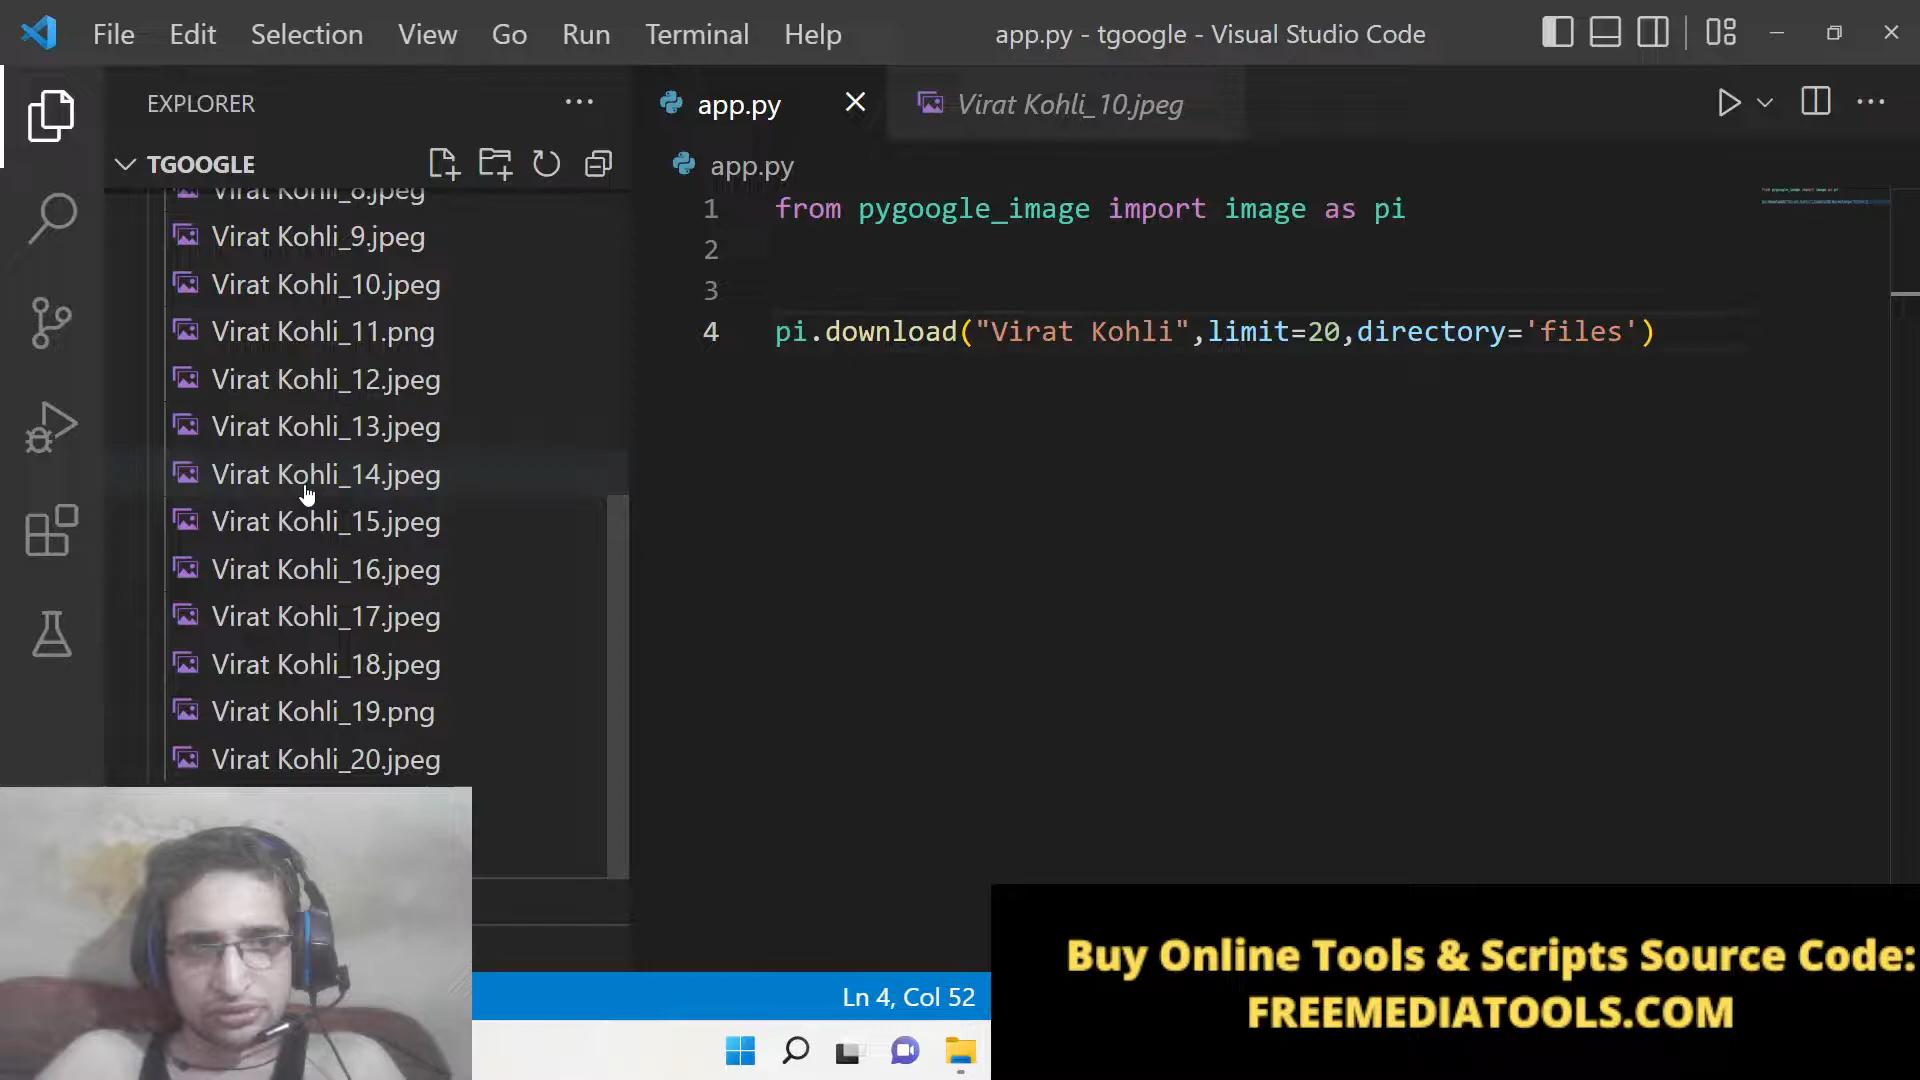 File Edit Selection View Go Run Terminal Help
app.py - tgoogle - Visual Studio Code
EXPLORER
TGOOGLE
Virat Kohli_8.jpeg
Virat Kohli_9.jpeg
Virat Kohli_10.jpeg
Virat Kohli_11.png
Virat Kohli_12.jpeg
Virat Kohli_13.jpeg
Virat Kohli_14.jpeg
Virat Kohli_15.jpeg
Virat Kohli_16.jpeg
Virat Kohli_17.jpeg
Virat Kohli_18.jpeg
Virat Kohli_19.png
Virat Kohli_20.jpeg
app.py
Virat Kohli_10.jpeg
app.py
1 from pygoogle_image import image as pi
2
3
4 pi.download("Virat Kohli",limit=20,directory='files')
Ln 4, Col 52
Buy Online Tools & Scripts Source Code:
FREEMEDIATOOLS.COM